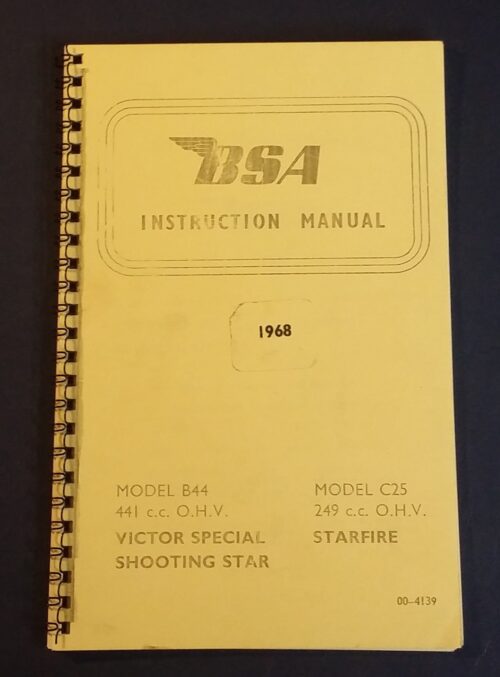 BSA
INSTRUCTION MANUAL
1968
MODEL B44
441 c.c. O.H.V.
VICTOR SPECIAL
SHOOTING STAR
MODEL C25
249 c.c. O.H.V.
STARFIRE
00-4139